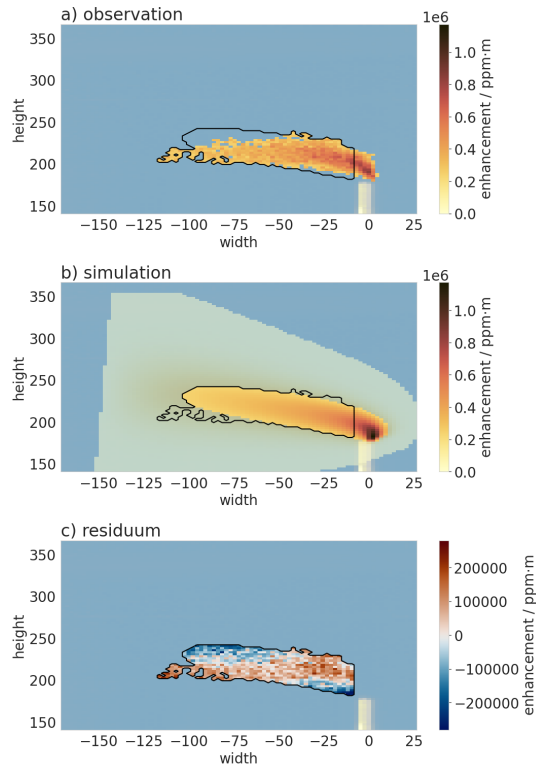 a) observation
1e6
350
300
250
200
150
height
−150 −125 −100 −75 −50 −25 0 25
width
1.0
0.8
0.6
0.4
0.2
0.0
enhancement / ppm·m
b) simulation
1e6
350
300
250
200
150
height
−150 −125 −100 −75 −50 −25 0 25
width
1.0
0.8
0.6
0.4
0.2
0.0
enhancement / ppm·m
c) residuum
350
300
250
200
150
height
−150 −125 −100 −75 −50 −25 0 25
width
200000
100000
0
−100000
−200000
enhancement / ppm·m